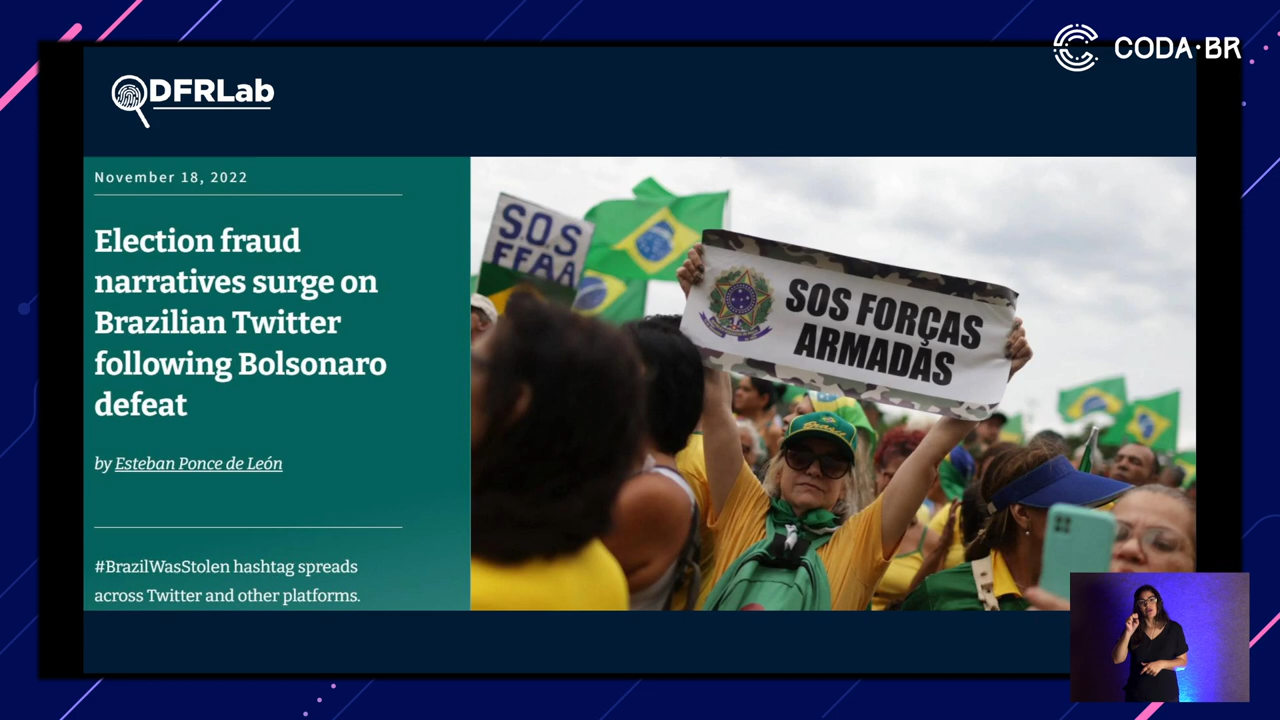 CODA·BR
DFRLab
November 18, 2022
Election fraud
narratives surge on
Brazilian Twitter
following Bolsonaro
defeat
by Esteban Ponce de León
#BrazilWasStolen hashtag spreads
across Twitter and other platforms.
S.O.S
FFAA
SOS FORÇAS
ARMADAS